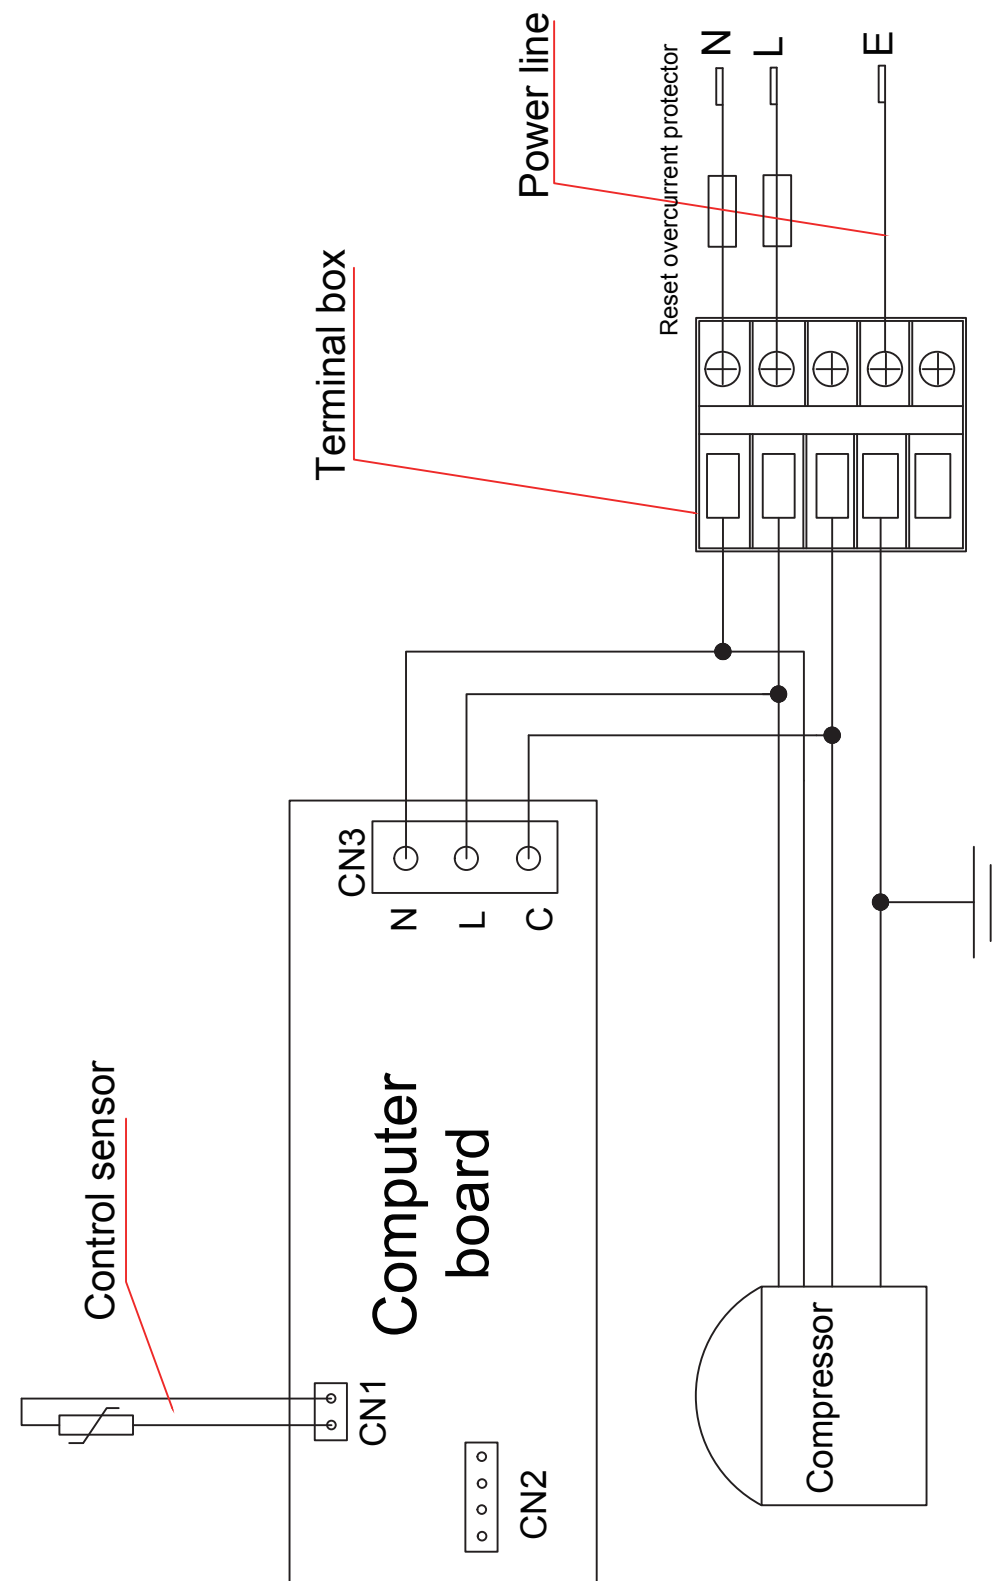 Power line
Reset overcurrent protector
N
L
E
Terminal box
CN3
N
L
C
Control sensor
Computer
board
CN1
CN2
Compressor